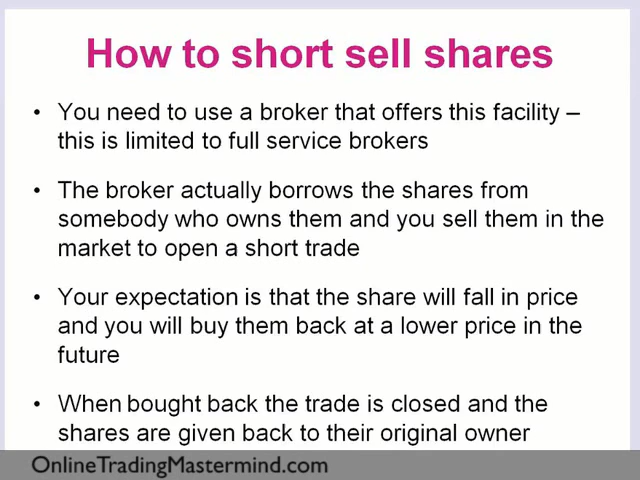 How to short sell shares
• You need to use a broker that offers this facility –
this is limited to full service brokers
• The broker actually borrows the shares from
somebody who owns them and you sell them in the
market to open a short trade
• Your expectation is that the share will fall in price
and you will buy them back at a lower price in the
future
• When bought back the trade is closed and the
shares are given back to their original owner
OnlineTradingMastermind.com